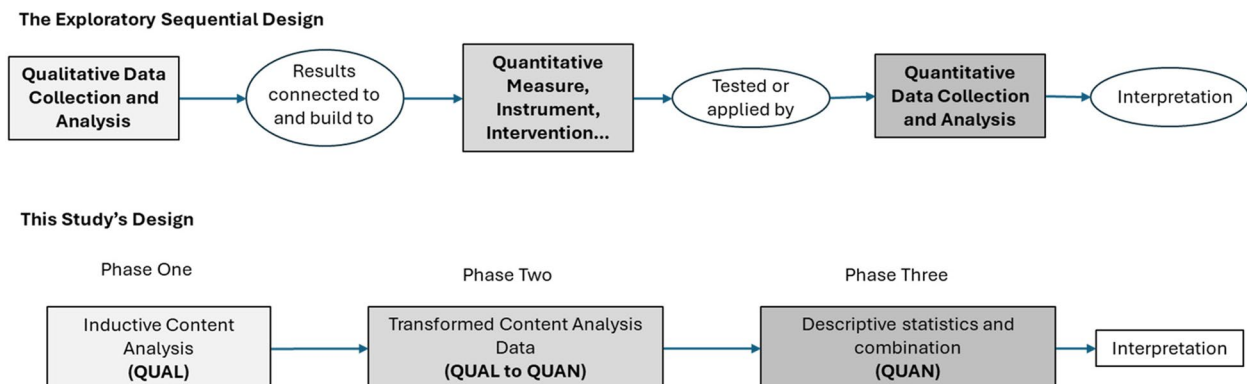 The Exploratory Sequential Design
Qualitative Data
Collection and
Analysis
Results
connected to
and build to
Quantitative
Measure,
Instrument,
Intervention...
Tested or
applied by
Quantitative
Data Collection
and Analysis
Interpretation
This Study's Design
Phase One
Phase Two
Phase Three
Inductive Content
Analysis
(QUAL)
Transformed Content Analysis
Data
(QUAL to QUAN)
Descriptive statistics and
combination
(QUAN)
Interpretation